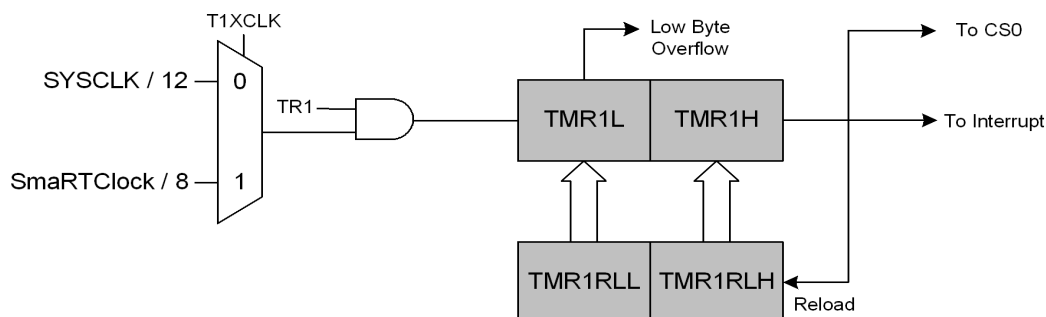 T1XCLK
Low Byte
Overflow
To CS0
SYSCLK / 12
0
TR1
TMR1L
TMR1H
To Interrupt
SmaRTClock / 8
1
TMR1RLL
TMR1RLH
Reload